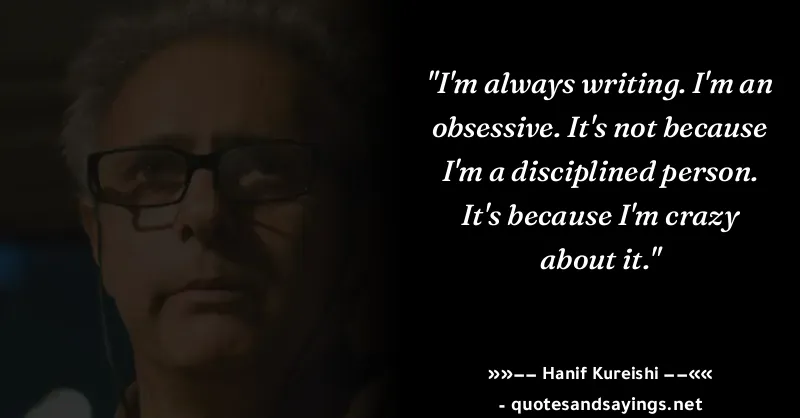 "I'm always writing. I'm an
obsessive. It's not because
I'm a disciplined person.
It's because I'm crazy
about it."
»»−− Hanif Kureishi −−««
- quotesandsayings.net